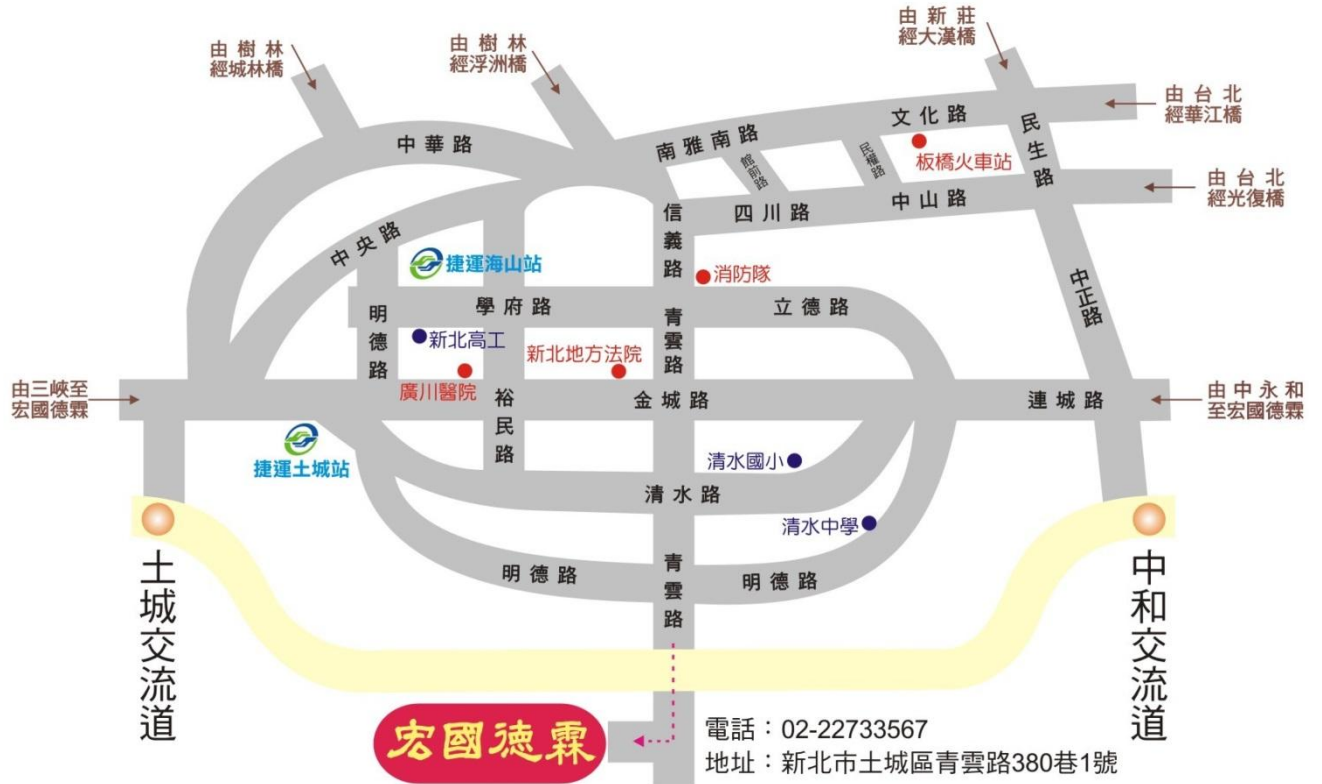 由新莊
經大漢橋
由樹林
經城林橋
由樹林
經浮洲橋
由台北
經華江橋
文化路
中華路
南雅南路
民生路
館前路
民權路
板橋火車站
由台北
經光復橋
信義路
四川路
中山路
中央路
捷運海山站
消防隊
中正路
學府路
立德路
明德路
青雲路
新北高工
新北地方法院
廣川醫院
由三峽至
宏國德霖
裕民路
金城路
連城路
由中永和
至宏國德霖
捷運土城站
清水國小
清水路
清水中學
土城交流道
中和交流道
明德路
青雲路
明德路
宏國德霖
電話：02-22733567
地址：新北市土城區青雲路380巷1號